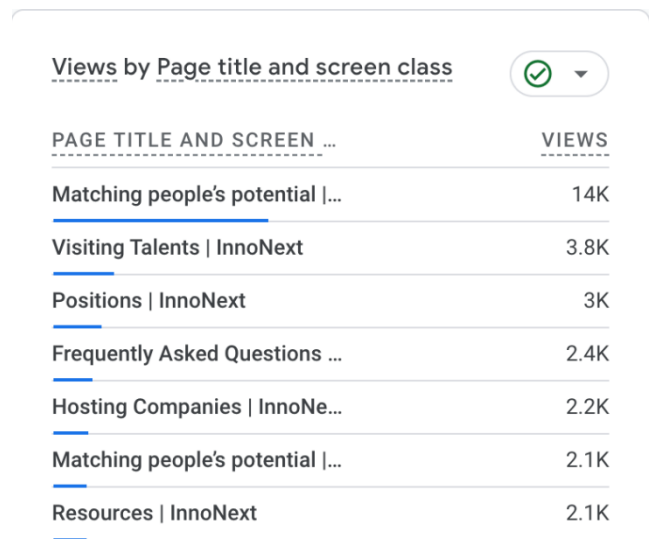 Views by Page title and screen class
PAGE TITLE AND SCREEN … VIEWS
Matching people’s potential |… 14K
Visiting Talents | InnoNext 3.8K
Positions | InnoNext 3K
Frequently Asked Questions … 2.4K
Hosting Companies | InnoNe… 2.2K
Matching people’s potential |… 2.1K
Resources | InnoNext 2.1K